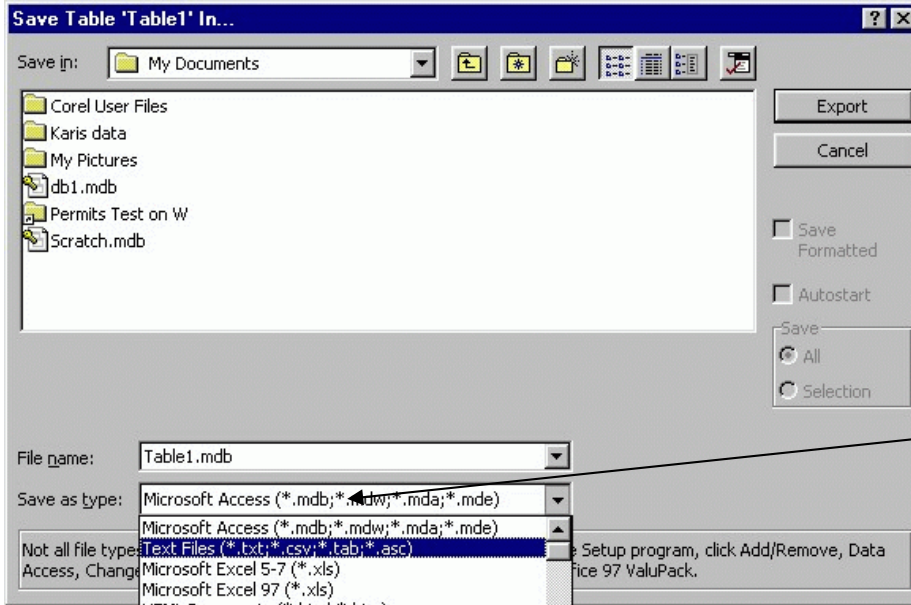 Save Table 'Table1' In...
Save in:
My Documents
Corel User Files
Karis data
My Pictures
db1.mdb
Permits Test on W
Scratch.mdb
Export
Cancel
Save
Formatted
Autostart
Save
All
Selection
File name:
Table1.mdb
Save as type:
Microsoft Access (*.mdb;*.mdw;*.mda;*.mde)
Microsoft Access (*.mdb;*.mdw;*.mda;*.mde)
Text Files (*.txt;*.csv;*.tab;*.asc)
Microsoft Excel 5-7 (*.xls)
Microsoft Excel 97 (*.xls)
Not all file types
Setup program, click Add/Remove, Data
Access, Change
97 ValuPack.